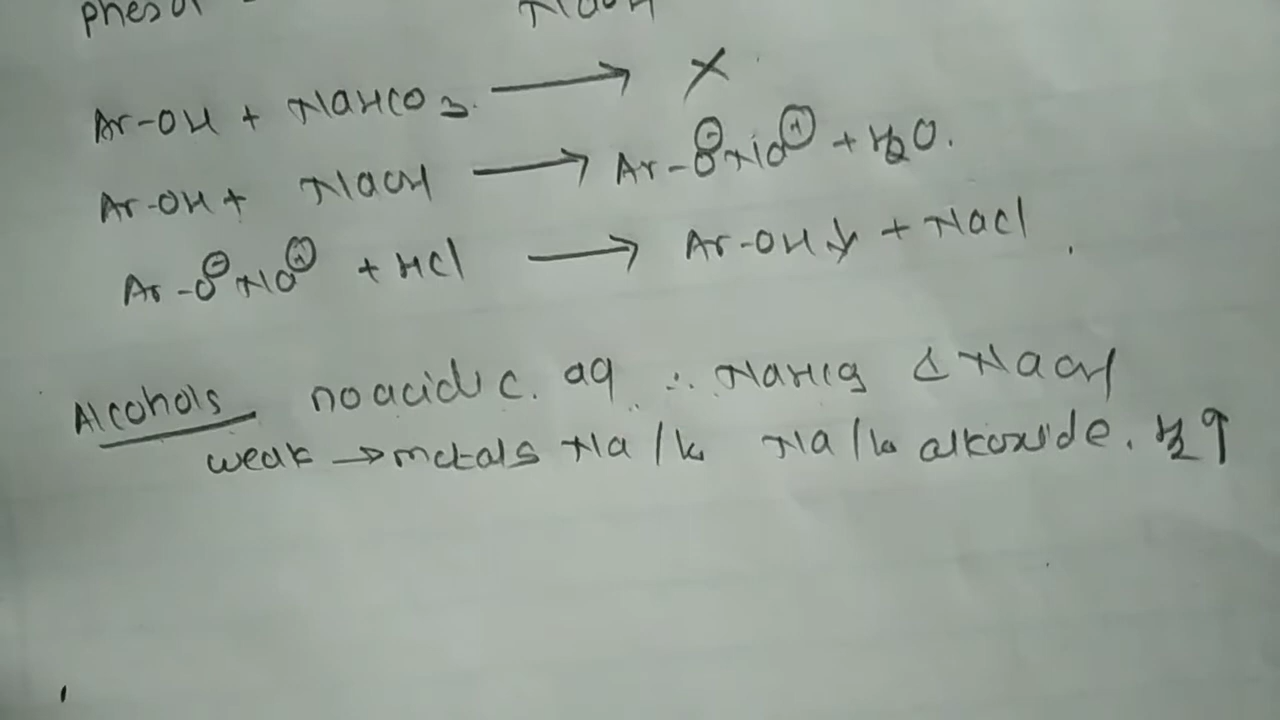 phenol NaOH
Ar-OH + NaHCO3. ⟶ X
Ar-OH + NaOH ⟶ Ar-O⊖Na⊕ + H2O.
Ar-O⊖Na⊕ + HCl ⟶ Ar-OH↓ + NaCl
Alcohols no acidic. aq ∴ &
weak → metals Na/K Na/K alkoxide. H2↑